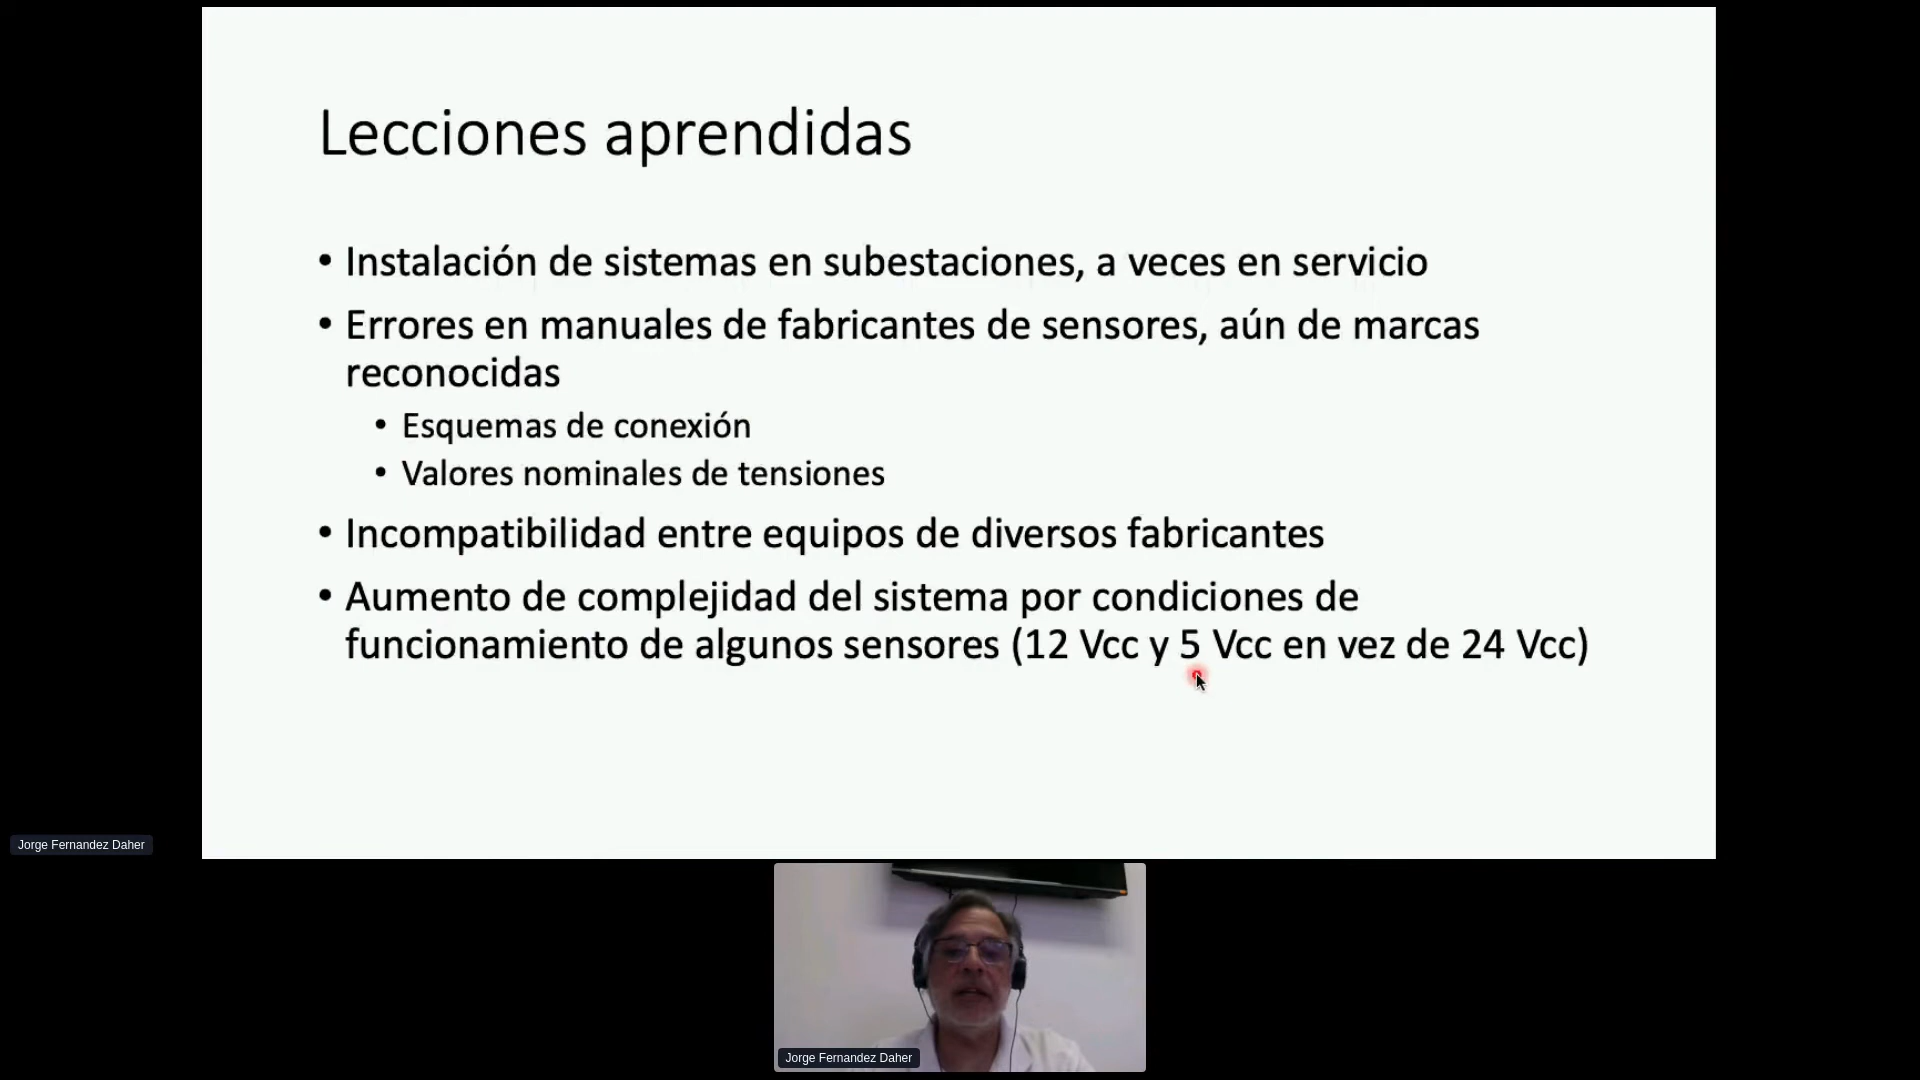 Lecciones aprendidas
• Instalación de sistemas en subestaciones, a veces en servicio
• Errores en manuales de fabricantes de sensores, aún de marcas
reconocidas
• Esquemas de conexión
• Valores nominales de tensiones
• Incompatibilidad entre equipos de diversos fabricantes
• Aumento de complejidad del sistema por condiciones de
funcionamiento de algunos sensores (12 Vcc y 5 Vcc en vez de 24 Vcc)
Jorge Fernandez Daher
Jorge Fernandez Daher